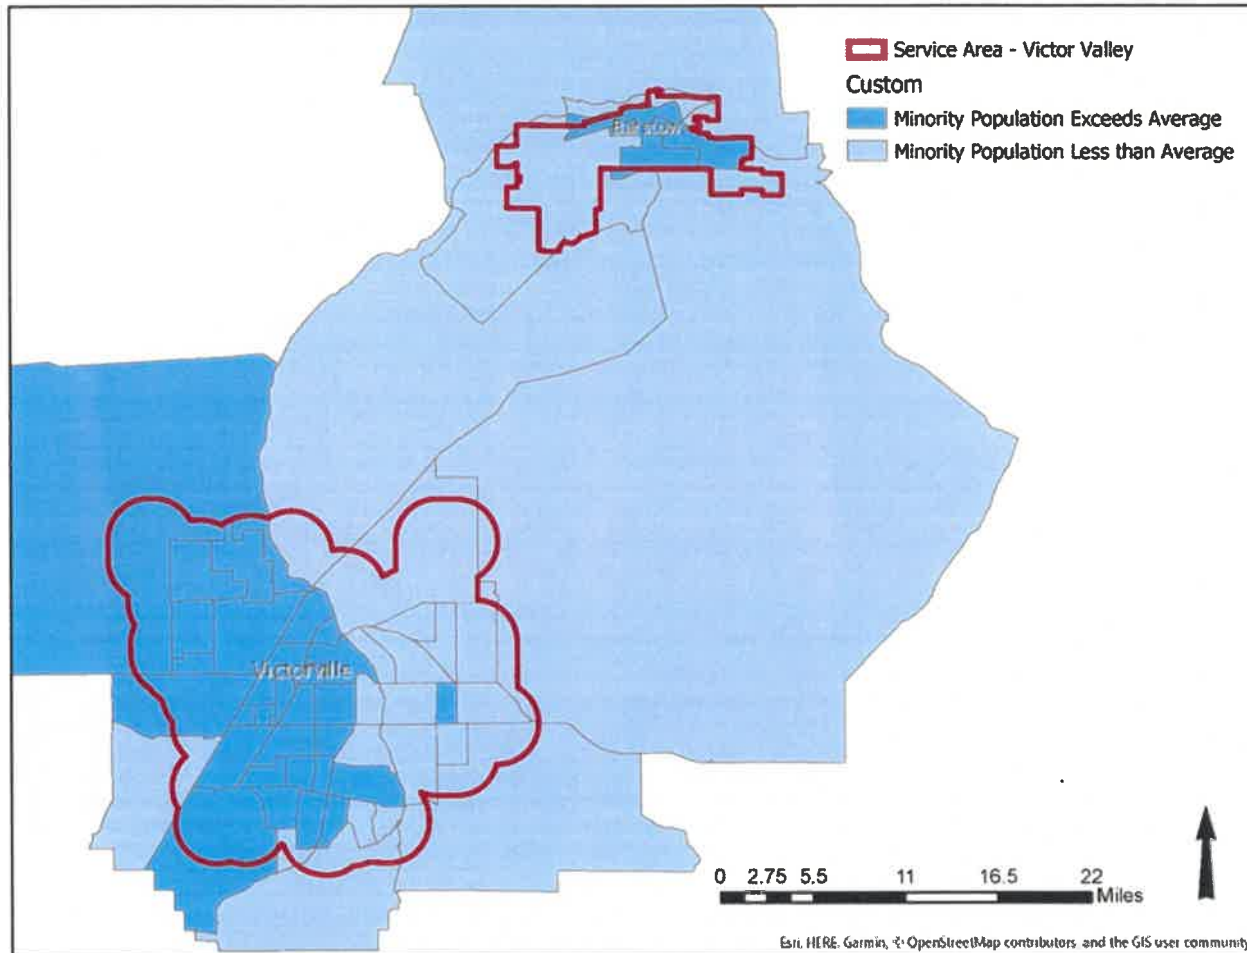 Service Area - Victor Valley
Custom
Minority Population Exceeds Average
Minority Population Less than Average
Barstow
Victorville
0 2.75 5.5 11 16.5 22
Miles
Esri, HERE, Garmin, © OpenStreetMap contributors, and the GIS user community